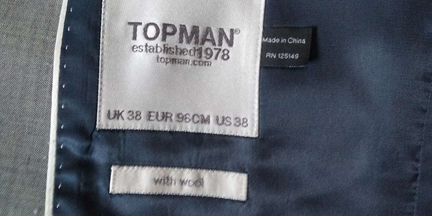 TOPMAN®
established 1978
topman.com
UK 38 EUR 96CM US 38
with wool
Made in China
RN 125149